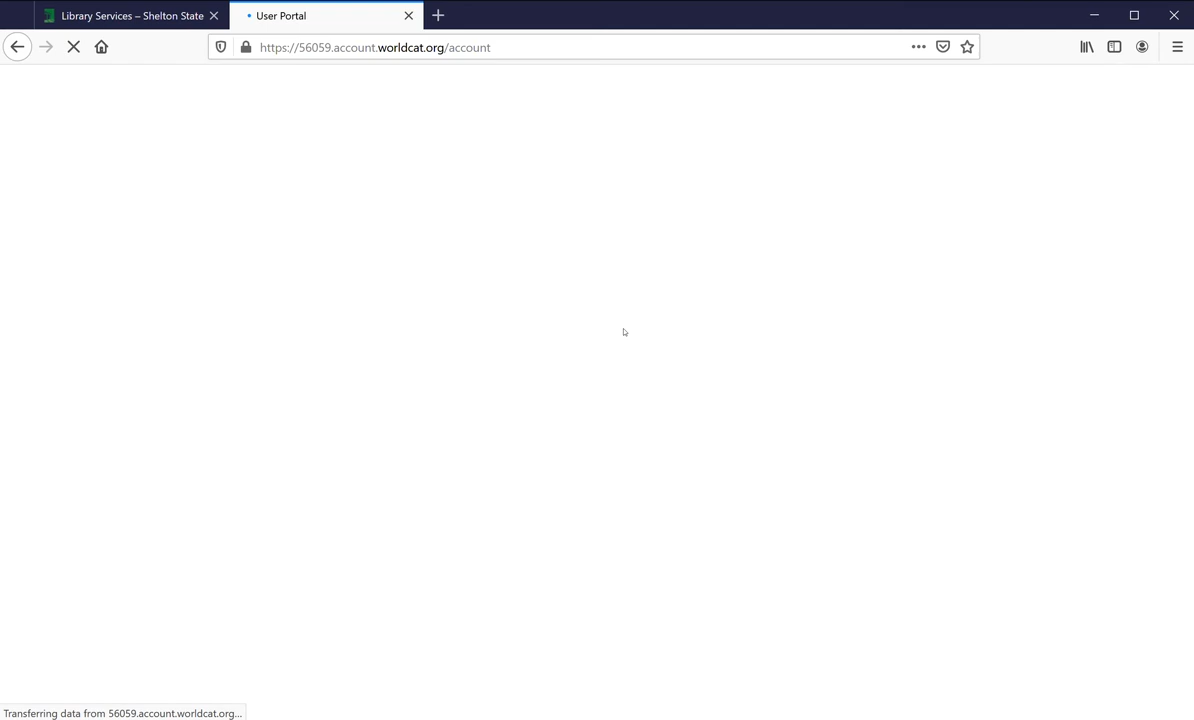 Library Services – Shelton State
User Portal
https://56059.account.worldcat.org/account
Transferring data from 56059.account.worldcat.org...